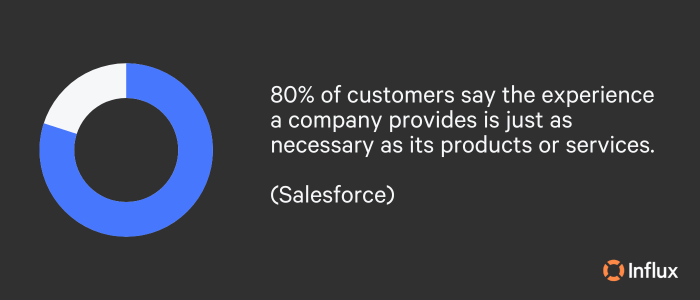 80% of customers say the experience
a company provides is just as
necessary as its products or services.
(Salesforce)
Influx